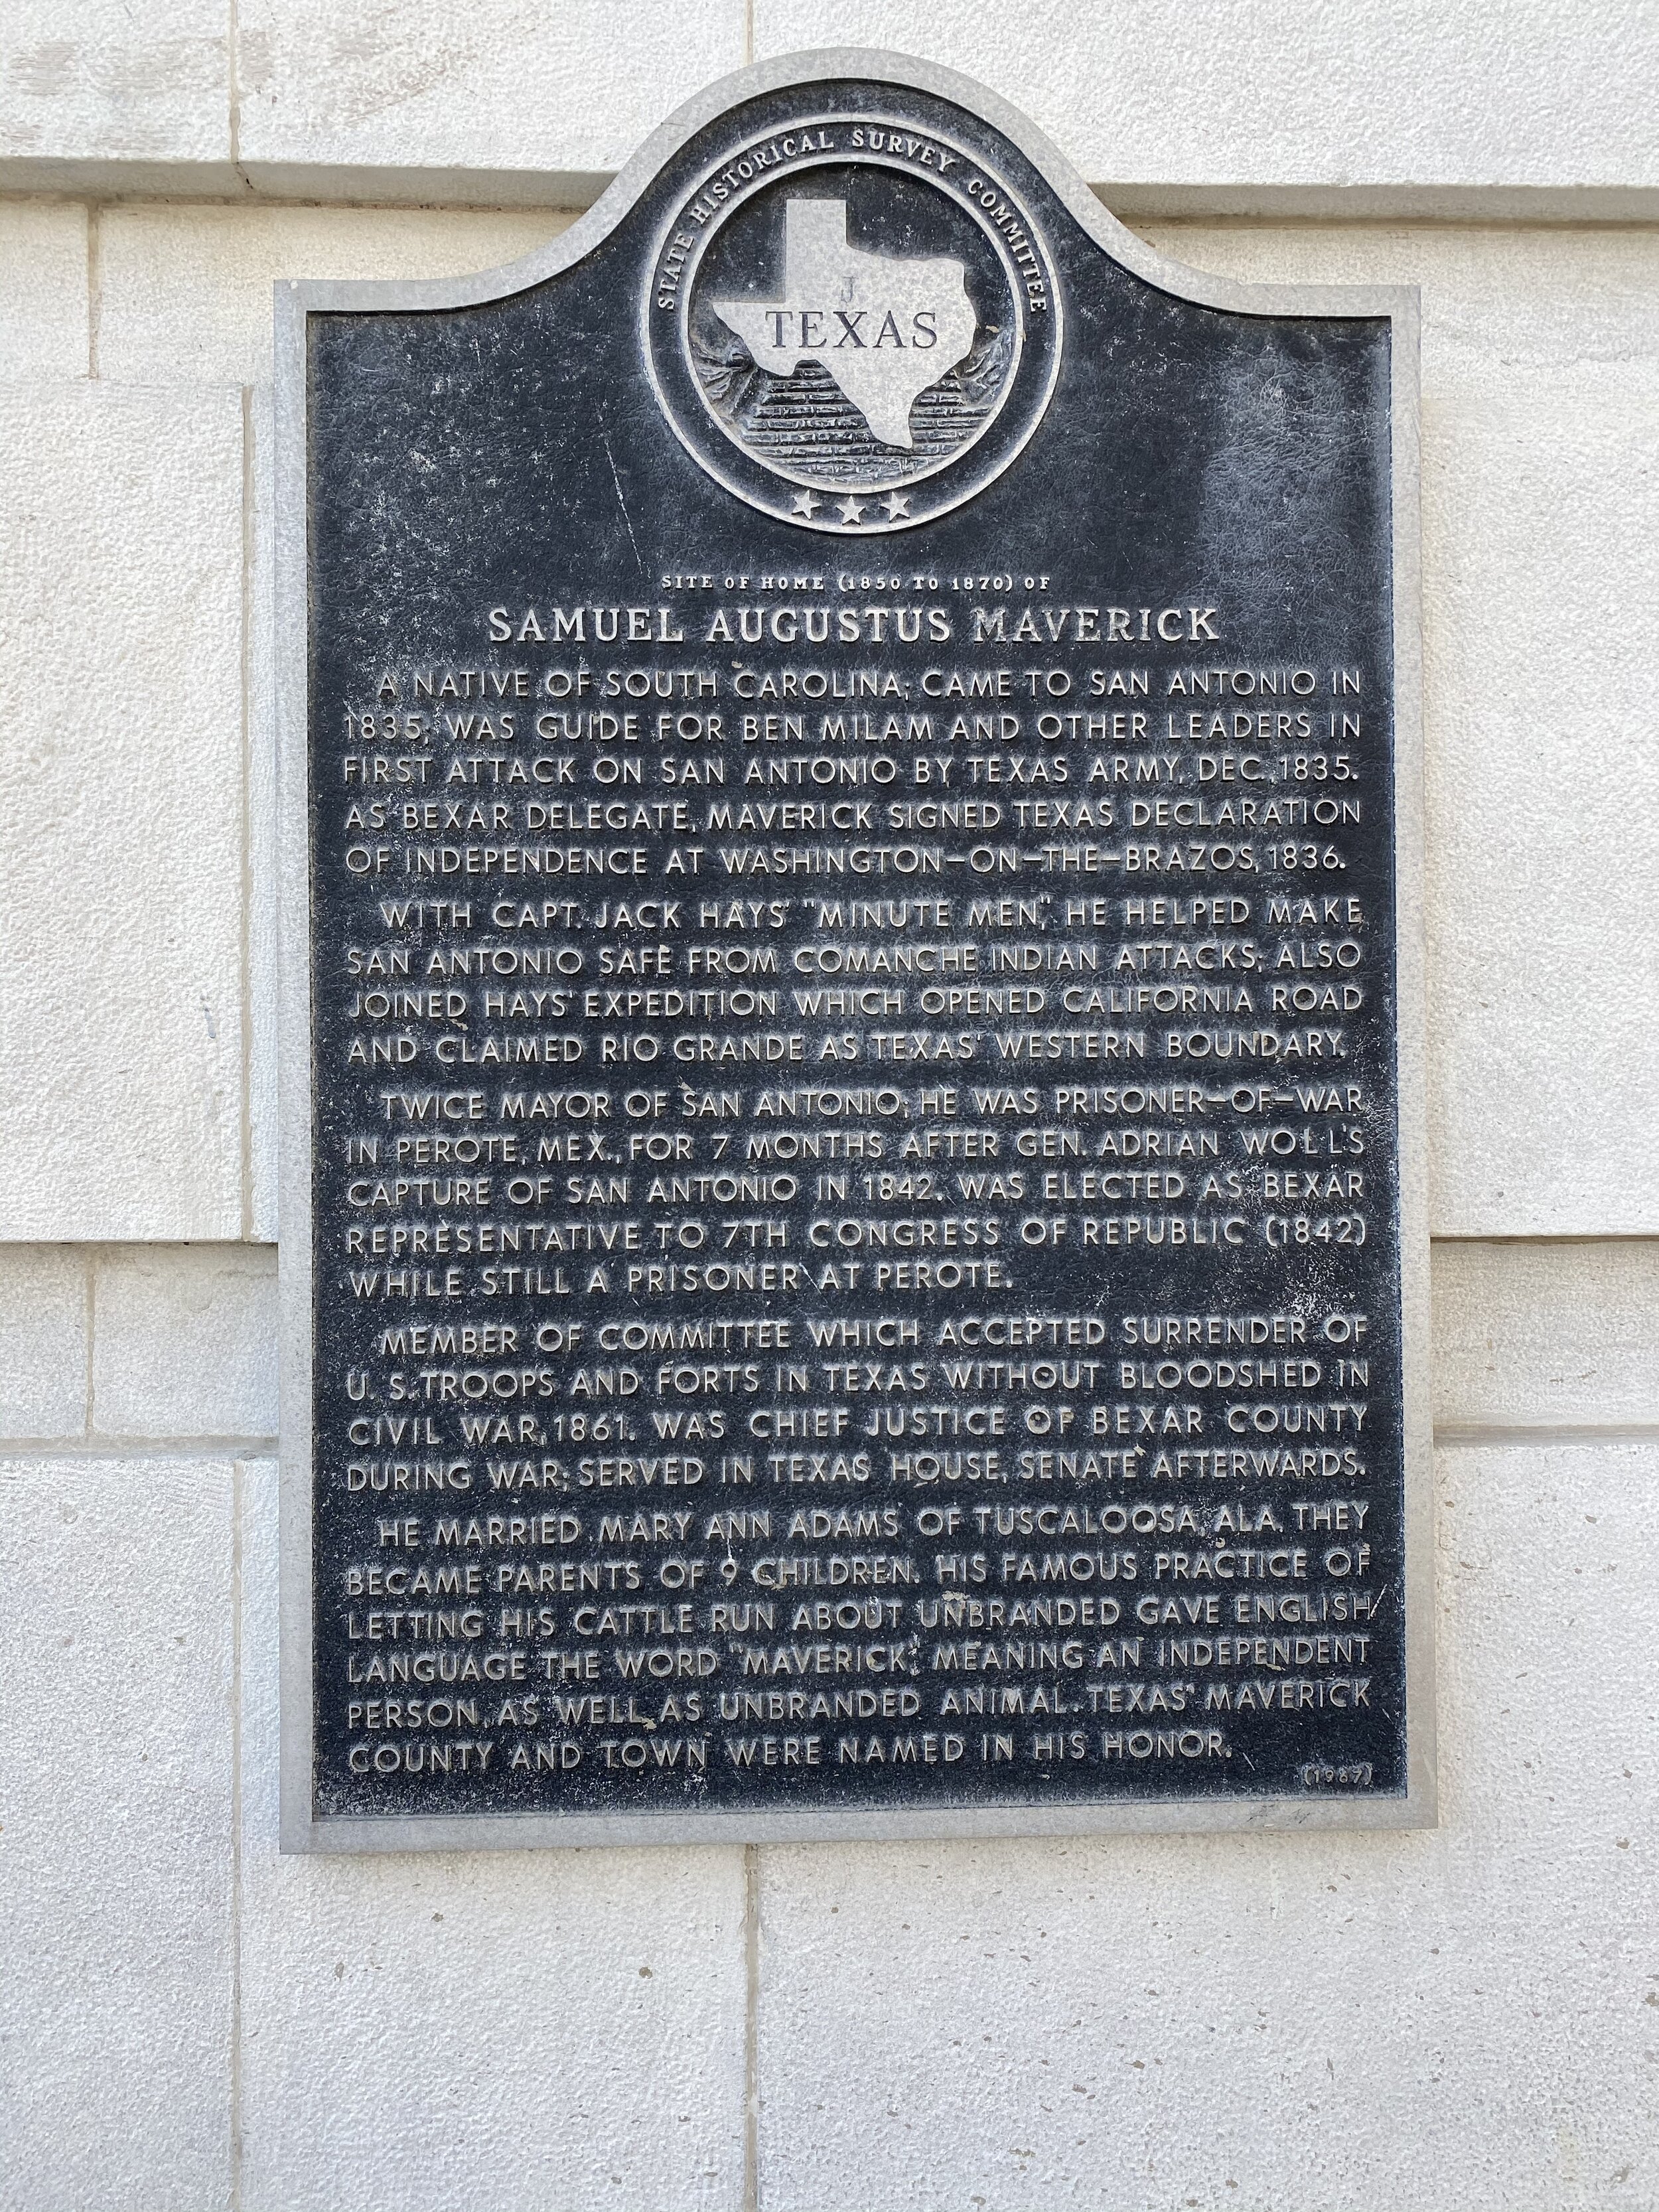 STATE HISTORICAL SURVEY COMMITTEE
J
TEXAS
SITE OF HOME (1850 TO 1870) OF
SAMUEL AUGUSTUS MAVERICK
A NATIVE OF SOUTH CAROLINA; CAME TO SAN ANTONIO IN
1835; WAS GUIDE FOR BEN MILAM AND OTHER LEADERS IN
FIRST ATTACK ON SAN ANTONIO BY TEXAS ARMY, DEC. 1835.
AS BEXAR DELEGATE, MAVERICK SIGNED TEXAS DECLARATION
OF INDEPENDENCE AT WASHINGTON-ON-THE-BRAZOS, 1836.
WITH CAPT. JACK HAYS' "MINUTE MEN", HE HELPED MAKE
SAN ANTONIO SAFE FROM COMANCHE INDIAN ATTACKS; ALSO
JOINED HAYS' EXPEDITION WHICH OPENED CALIFORNIA ROAD
AND CLAIMED RIO GRANDE AS TEXAS' WESTERN BOUNDARY.
TWICE MAYOR OF SAN ANTONIO; HE WAS PRISONER-OF-WAR
IN PEROTE, MEX., FOR 7 MONTHS AFTER GEN. ADRIAN WOLL'S
CAPTURE OF SAN ANTONIO IN 1842. WAS ELECTED AS BEXAR
REPRESENTATIVE TO 7TH CONGRESS OF REPUBLIC (1842)
WHILE STILL A PRISONER AT PEROTE.
MEMBER OF COMMITTEE WHICH ACCEPTED SURRENDER OF
U. S. TROOPS AND FORTS IN TEXAS WITHOUT BLOODSHED IN
CIVIL WAR, 1861. WAS CHIEF JUSTICE OF BEXAR COUNTY
DURING WAR; SERVED IN TEXAS HOUSE, SENATE AFTERWARDS.
HE MARRIED MARY ANN ADAMS OF TUSCALOOSA, ALA. THEY
BECAME PARENTS OF 9 CHILDREN. HIS FAMOUS PRACTICE OF
LETTING HIS CATTLE RUN ABOUT UNBRANDED GAVE ENGLISH
LANGUAGE THE WORD "MAVERICK", MEANING AN INDEPENDENT
PERSON, AS WELL AS UNBRANDED ANIMAL. TEXAS' MAVERICK
COUNTY AND TOWN WERE NAMED IN HIS HONOR.
(1967)